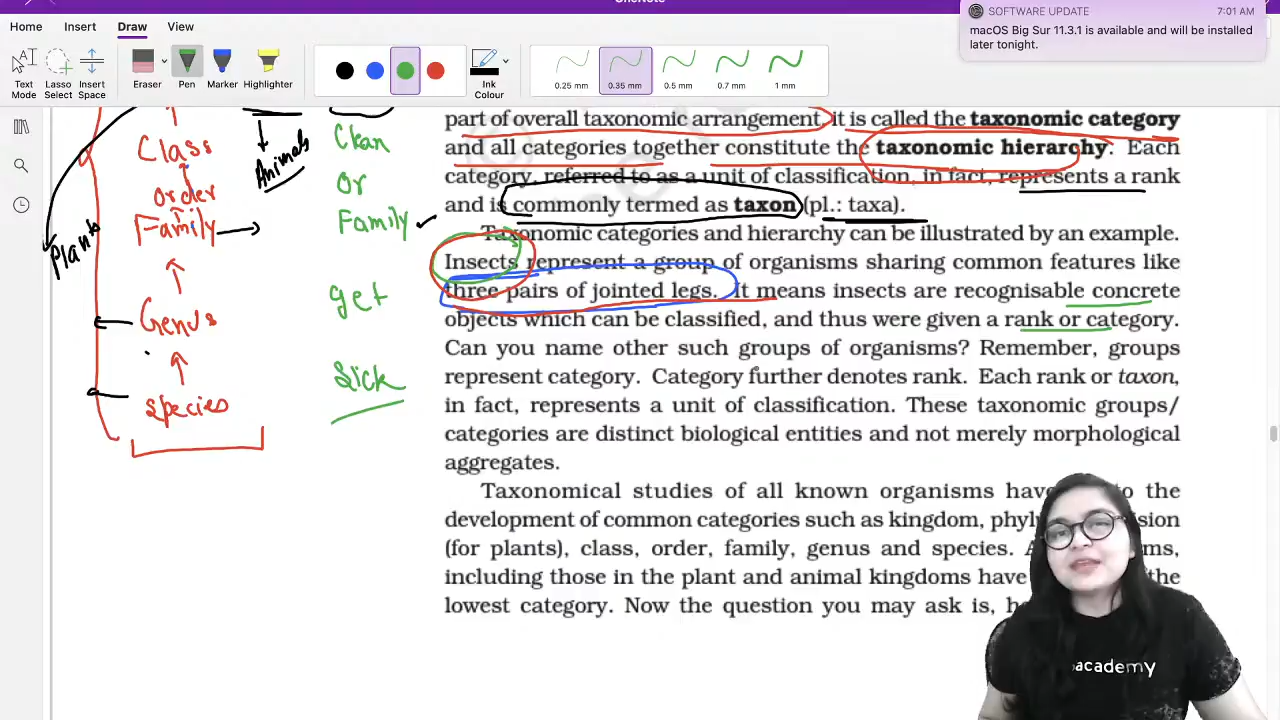 OneNote
SOFTWARE UPDATE 7:01 AM
macOS Big Sur 11.3.1 is available and will be installed
later tonight.
Home Insert Draw View
Text Mode
Lasso Select
Insert Space
Eraser
Pen
Marker
Highlighter
Ink Colour
0.25 mm
0.35 mm
0.5 mm
0.7 mm
1 mm
Class
order
Family
Genus
species
Plants
Animals
Or
Family
get
Sick
part of overall taxonomic arrangement, it is called the taxonomic category
and all categories together constitute the taxonomic hierarchy. Each
category, referred to as a unit of classification, in fact, represents a rank
and is commonly termed as taxon (pl.: taxa).
Taxonomic categories and hierarchy can be illustrated by an example.
Insects represent a group of organisms sharing common features like
three pairs of jointed legs. It means insects are recognisable concrete
objects which can be classified, and thus were given a rank or category.
Can you name other such groups of organisms? Remember, groups
represent category. Category further denotes rank. Each rank or taxon,
in fact, represents a unit of classification. These taxonomic groups/
categories are distinct biological entities and not merely morphological
aggregates.
Taxonomical studies of all known organisms have to the
development of common categories such as kingdom,
(for plants), class, order, family, genus and species.
including those in the plant and animal kingdoms have the
lowest category. Now the question you may ask is,
academy